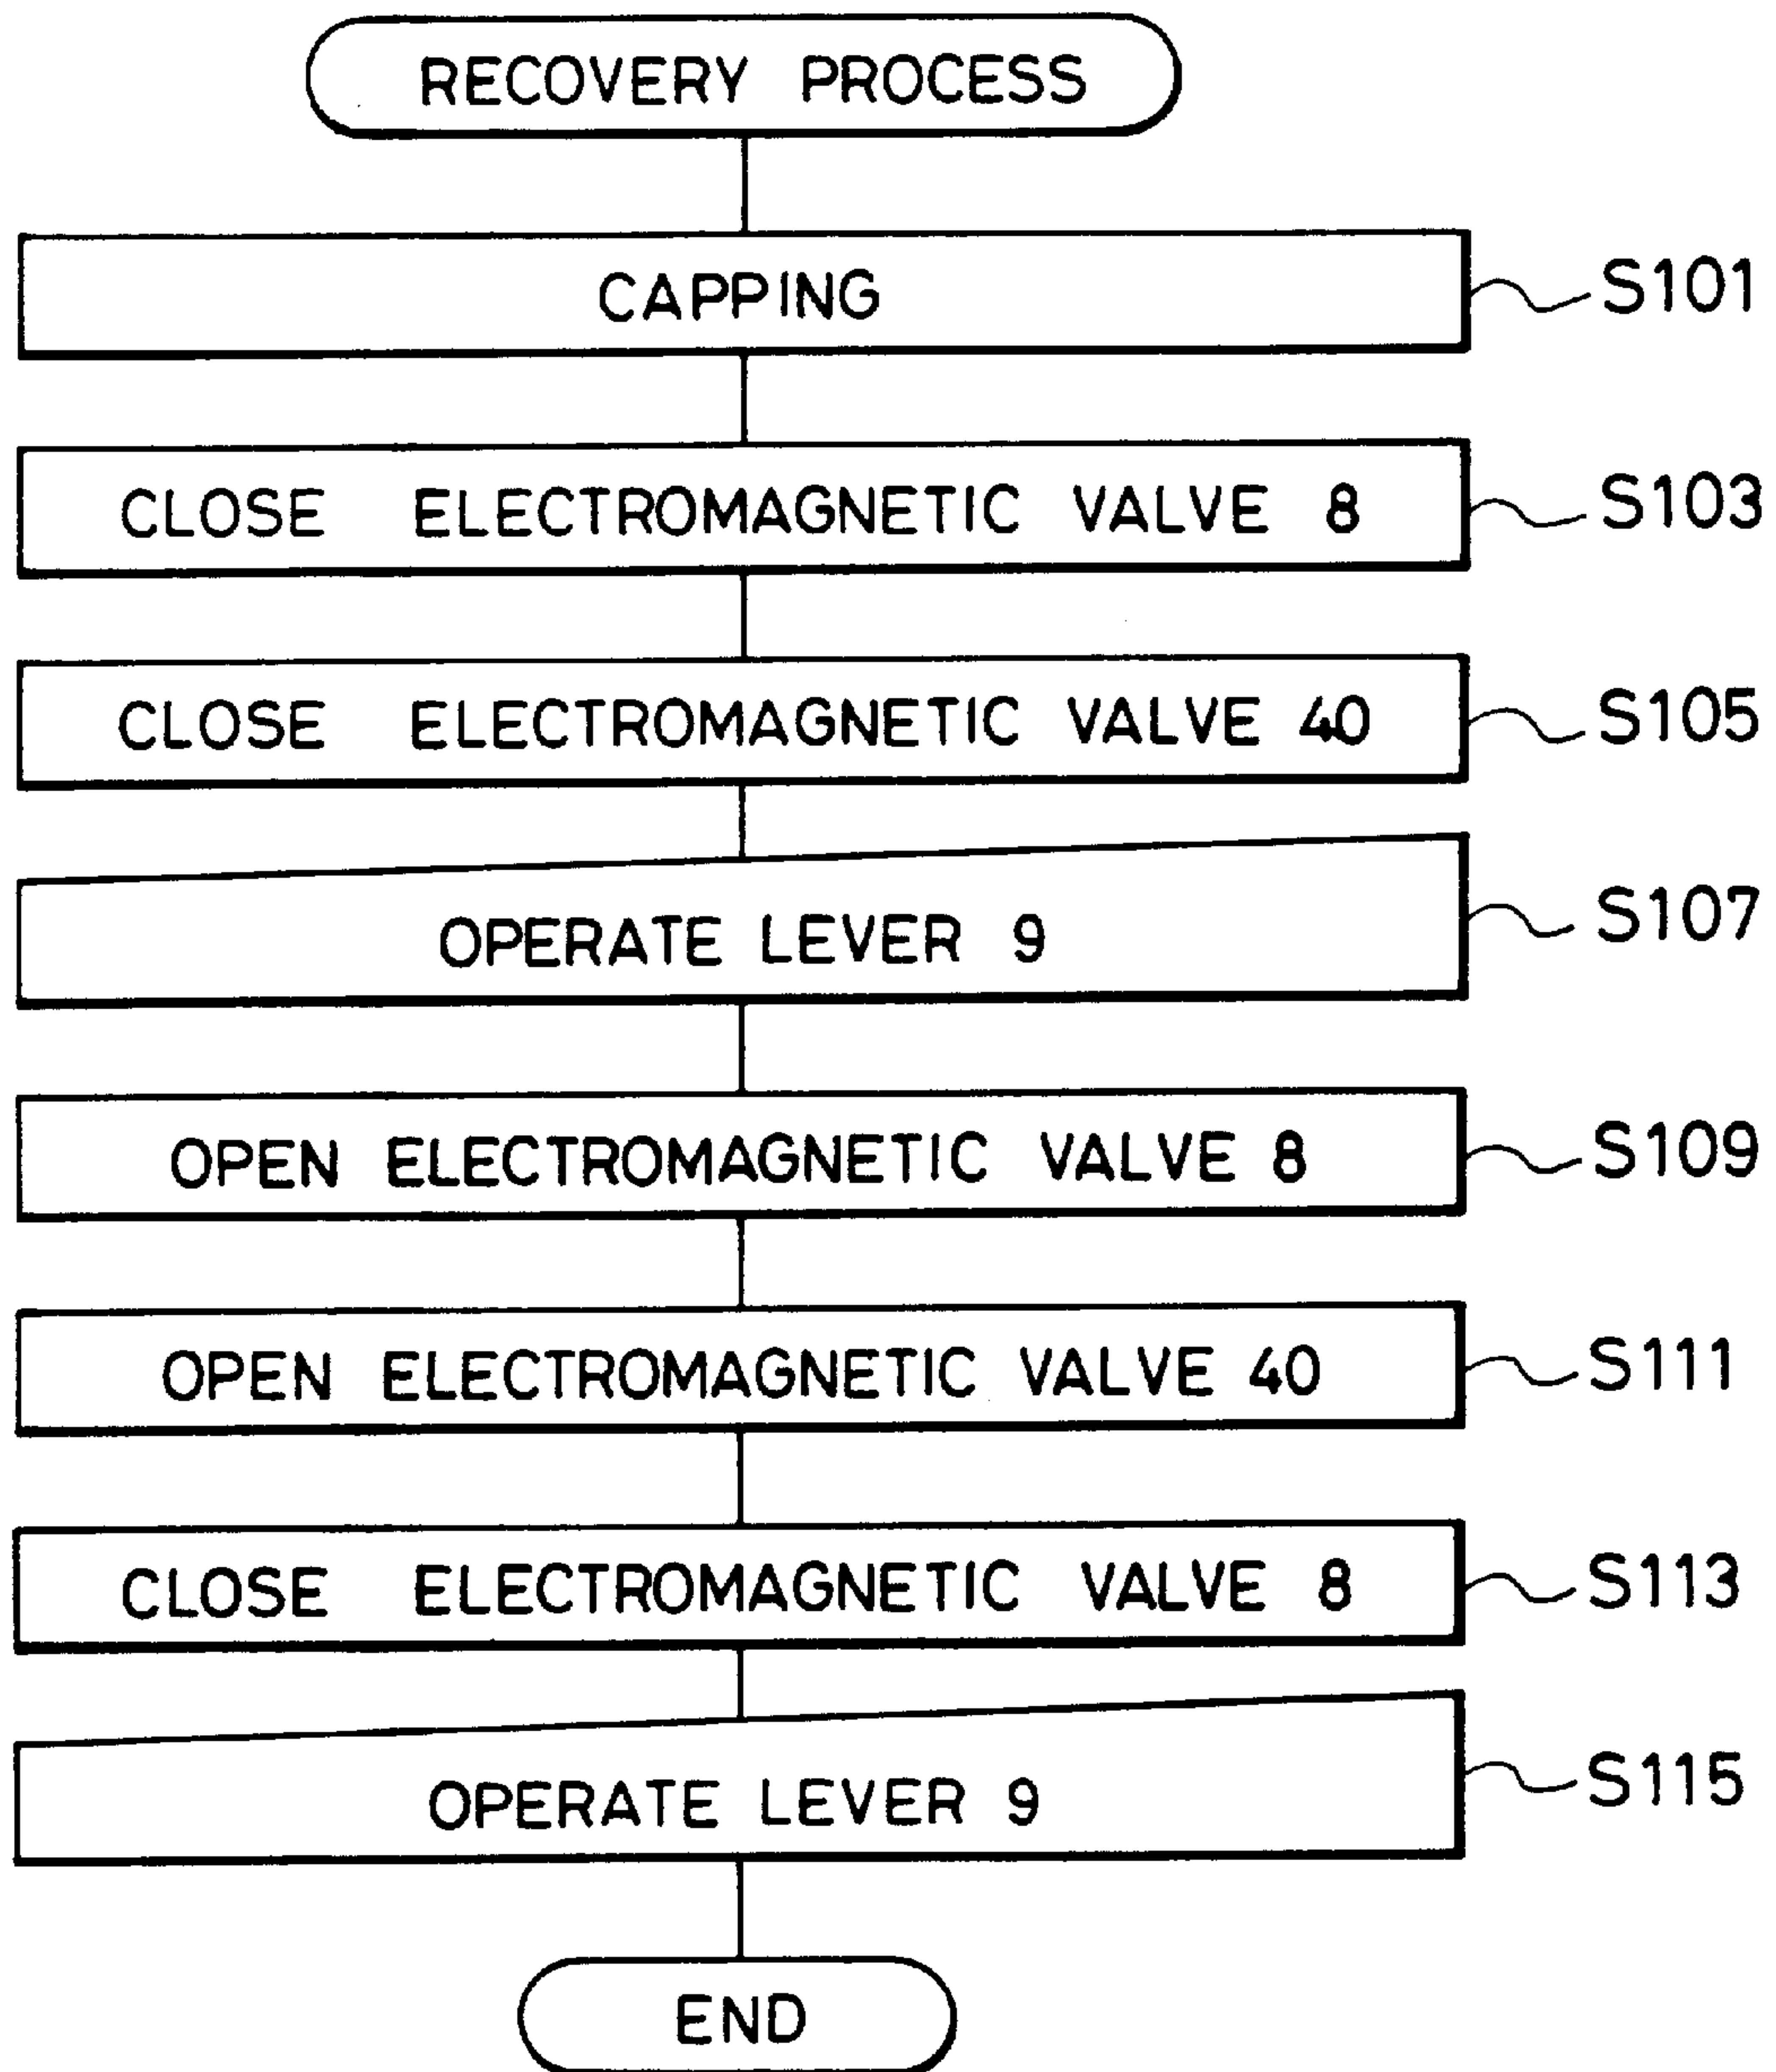 RECOVERY PROCESS
CAPPING S101
CLOSE ELECTROMAGNETIC VALVE 8 S103
CLOSE ELECTROMAGNETIC VALVE 40 S105
OPERATE LEVER 9 S107
OPEN ELECTROMAGNETIC VALVE 8 S109
OPEN ELECTROMAGNETIC VALVE 40 S111
CLOSE ELECTROMAGNETIC VALVE 8 S113
OPERATE LEVER 9 S115
END